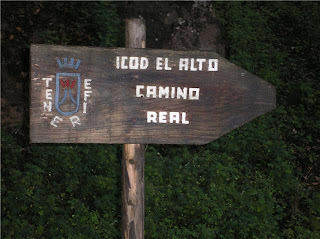 ICOD EL ALTO
CAMINO
REAL
TENERIFE